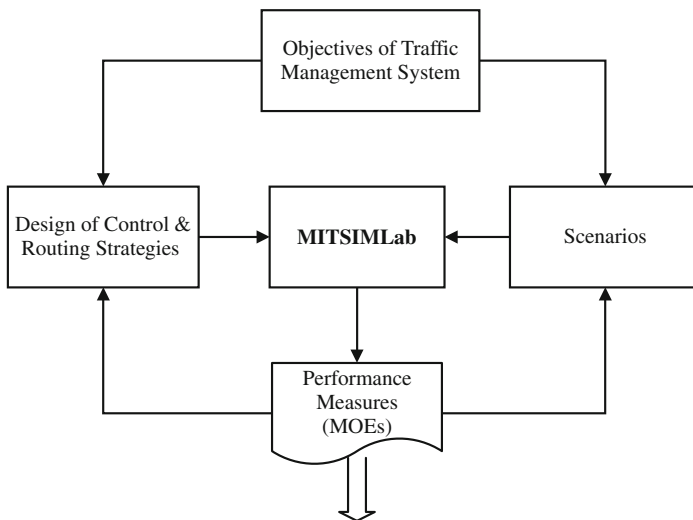 Objectives of Traffic
Management System
Design of Control &
Routing Strategies
MITSIMLab
Scenarios
Performance
Measures
(MOEs)